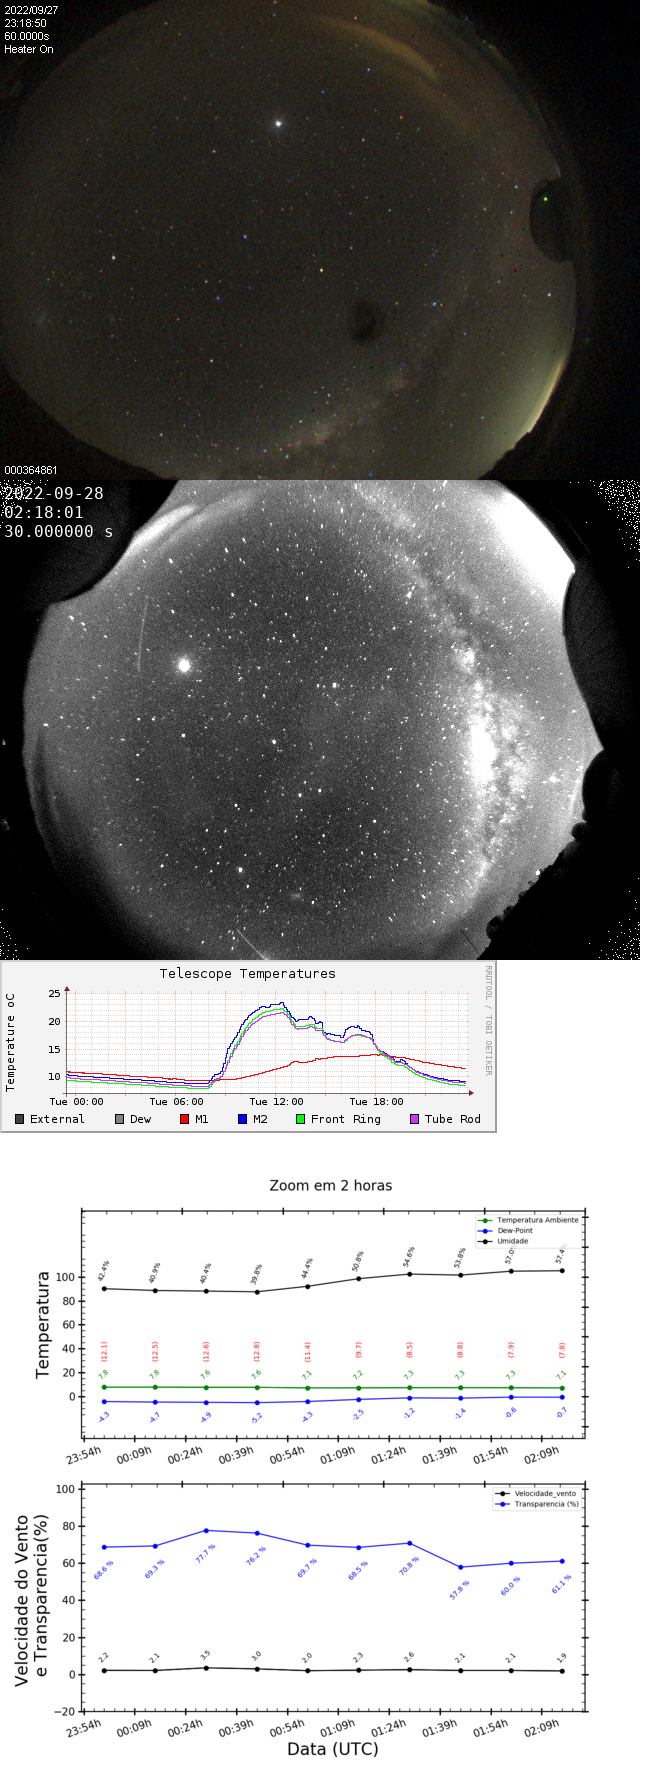 2022/09/27
23:18:50
60.0000s
Heater On
000364861
2022-09-28
02:18:01
30.000000 s
Telescope Temperatures
RRDTOOL / TOBI OETIKER
Temperature oC
25
20
15
10
Tue 00:00 Tue 06:00 Tue 12:00 Tue 18:00
External Dew M1 M2 Front Ring Tube Rod
Zoom em 2 horas
Temperatura Ambiente
Dew-Point
Umidade
Temperatura
42.4% 40.9% 40.4% 39.8% 44.4% 50.8% 54.6% 53.8% 57.0% 57.4%
100
80
60
40
20
0
(12.1) (12.5) (12.6) (12.8) (11.4) (9.7) (8.5) (8.8) (7.9) (7.8)
7.8 7.8 7.6 7.6 7.1 7.2 7.3 7.3 7.3 7.1
-4.3 -4.7 -4.9 -5.2 -4.3 -2.5 -1.2 -1.4 -0.6 -0.7
23:54h 00:09h 00:24h 00:39h 00:54h 01:09h 01:24h 01:39h 01:54h 02:09h
Velocidade_vento
Transparencia (%)
Velocidade do Vento
e Transparencia(%)
100
80
60
40
20
0
−20
68.6 % 69.3 % 77.7 % 76.2 % 69.7 % 68.5 % 70.8 % 57.8 % 60.0 % 61.1 %
2.2 2.1 3.5 3.0 2.0 2.3 2.6 2.1 2.1 1.9
23:54h 00:09h 00:24h 00:39h 00:54h 01:09h 01:24h 01:39h 01:54h 02:09h
Data (UTC)